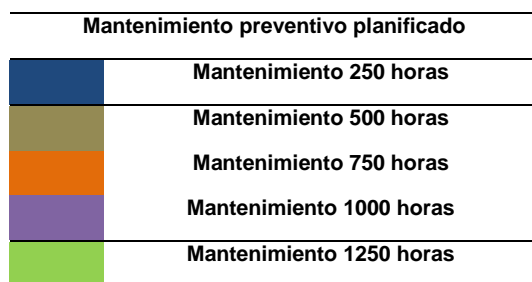 Mantenimiento preventivo planificado
Mantenimiento 250 horas
Mantenimiento 500 horas
Mantenimiento 750 horas
Mantenimiento 1000 horas
Mantenimiento 1250 horas